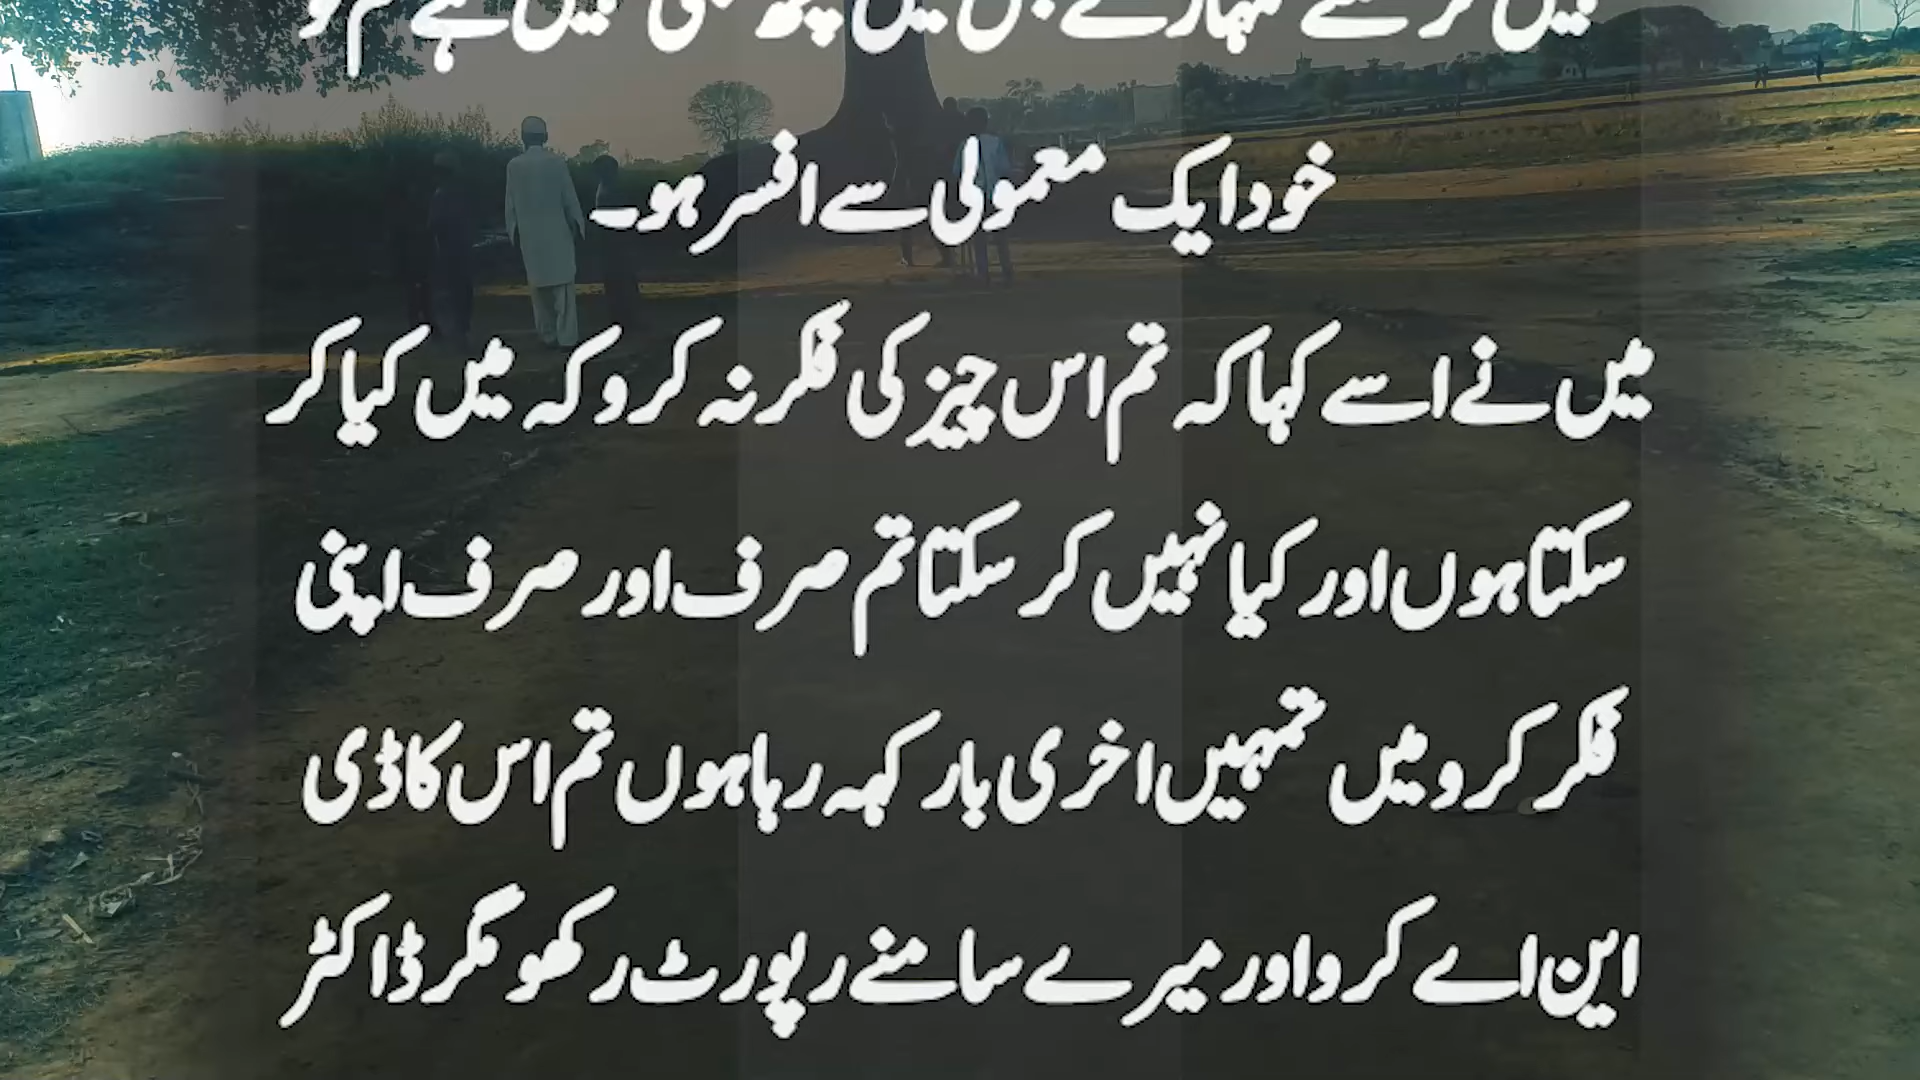 خود ایک معمولی سے افسر ہو۔
میں نے اسے کہا کہ تم اس چیز کی فکر نہ کرو کہ میں کیا کر
سکتا ہوں اور کیا نہیں کر سکتا تم صرف اور صرف اپنی
فکر کرو میں تمہیں اخری بار کہہ رہا ہوں تم اس کا ڈی
این اے کرو اور میرے سامنے رپورٹ رکھو مگر ڈاکٹر